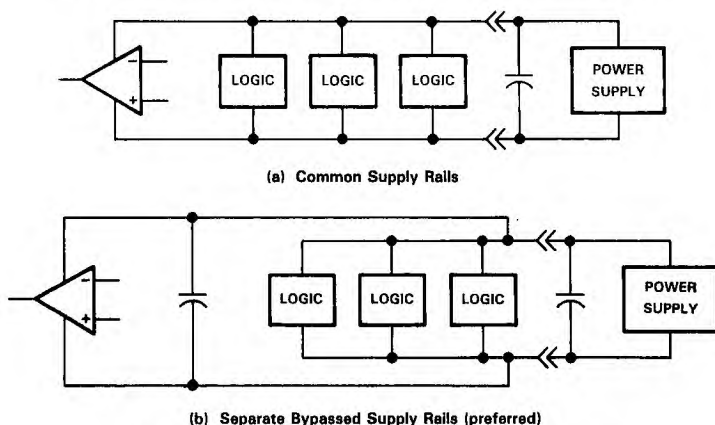 −
+
LOGIC LOGIC LOGIC
POWER
SUPPLY
(a) Common Supply Rails
−
+
LOGIC LOGIC LOGIC
POWER
SUPPLY
(b) Separate Bypassed Supply Rails (preferred)